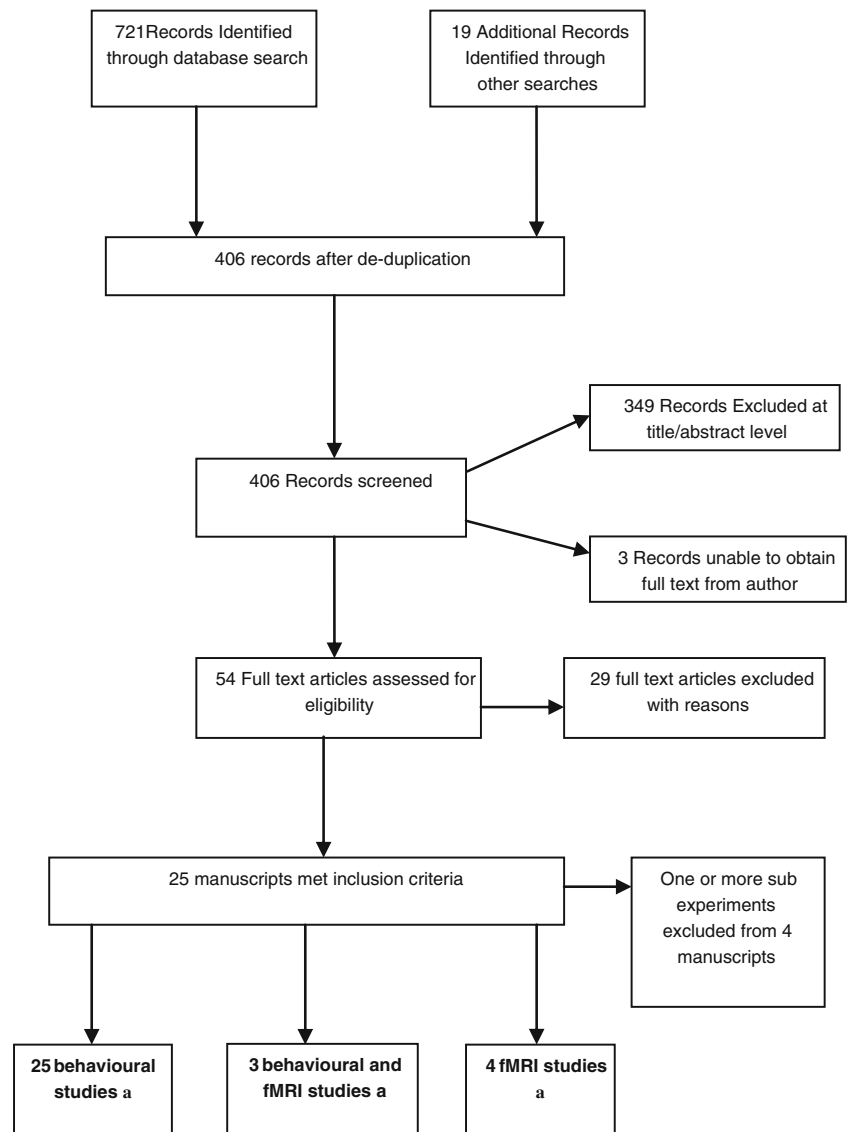 721Records Identified
through database search
19 Additional Records
Identified through
other searches
406 records after de-duplication
349 Records Excluded at
title/abstract level
406 Records screened
3 Records unable to obtain
full text from author
54 Full text articles assessed for
eligibility
29 full text articles excluded
with reasons
25 manuscripts met inclusion criteria
One or more sub
experiments
excluded from 4
manuscripts
25 behavioural
studies a
3 behavioural and
fMRI studies a
4 fMRI studies
a